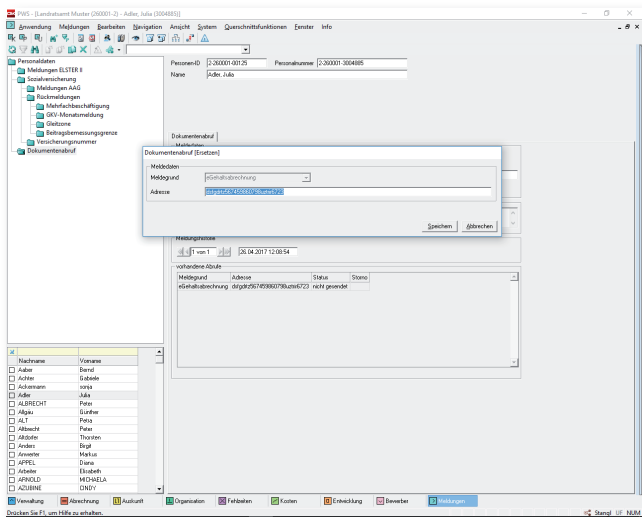 PWS - [Landratsamt Muster (260001-2) - Adler, Julia (3004885)]
Anwendung Meldungen Bearbeiten Navigation Ansicht System Querschnittsfunktionen Fenster Info
Personaldaten
Meldungen ELSTER II
Sozialversicherung
Meldungen AAG
Rückmeldungen
Mehrfachbeschäftigung
GKV-Monatsmeldung
Gleitzone
Beitragsbemessungsgrenze
Versicherungsnummer
Dokumentenabruf
Personen-ID 2-260001-00125 Personalnummer 2-260001-3004885
Name Adler, Julia
Dokumentenabruf
Meldedaten
Dokumentenabruf [Ersetzen]
Meldedaten
Meldegrund eGehaltsabrechnung
Adresse dsfgdttz567459860798uztnr6723
Speichern Abbrechen
Meldungshistorie
1 von 1 26.04.2017 12:08:54
vorhandene Abrufe
Meldegrund Adresse Status Storno
eGehaltsabrechnung dsfgdttz567459860798uztnr6723 nicht gesendet
Nachname Vorname
Aaber Bernd
Achter Gabriele
Ackermann sonja
Adler Julia
ALBRECHT Peter
Allgäu Günther
ALT Petra
Altbrecht Peter
Altdorfer Thorsten
Anders Birgit
Anwerter Markus
APPEL Diana
Arbeiter Elisabeth
ARNOLD MICHAELA
AZUBINE CINDY
Verwaltung Abrechnung Auskunft Organisation Fehlzeiten Kosten Entwicklung Bewerber Meldungen
Drücken Sie F1, um Hilfe zu erhalten. Stangl UF NUM